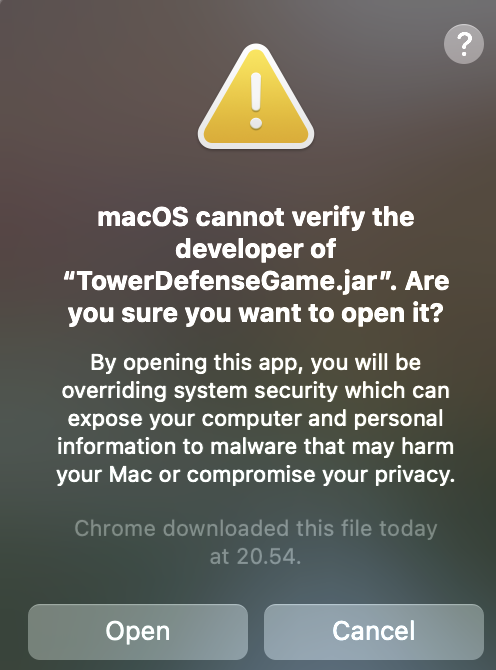 ?
macOS cannot verify the
developer of
“TowerDefenseGame.jar”. Are
you sure you want to open it?
By opening this app, you will be
overriding system security which can
expose your computer and personal
information to malware that may harm
your Mac or compromise your privacy.
Chrome downloaded this file today
at 20.54.
Open
Cancel